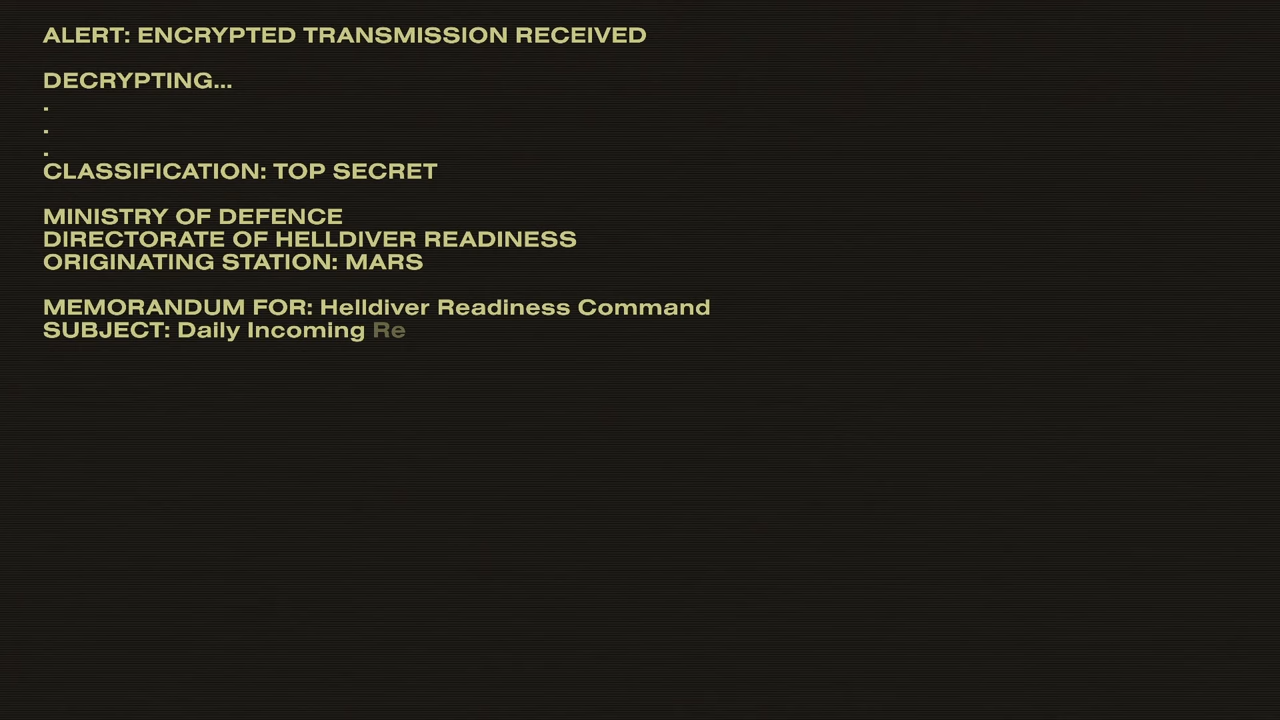 ALERT: ENCRYPTED TRANSMISSION RECEIVED
DECRYPTING...
.
.
.
CLASSIFICATION: TOP SECRET
MINISTRY OF DEFENCE
DIRECTORATE OF HELLDIVER READINESS
ORIGINATING STATION: MARS
MEMORANDUM FOR: Helldiver Readiness Command
SUBJECT: Daily Incoming Re